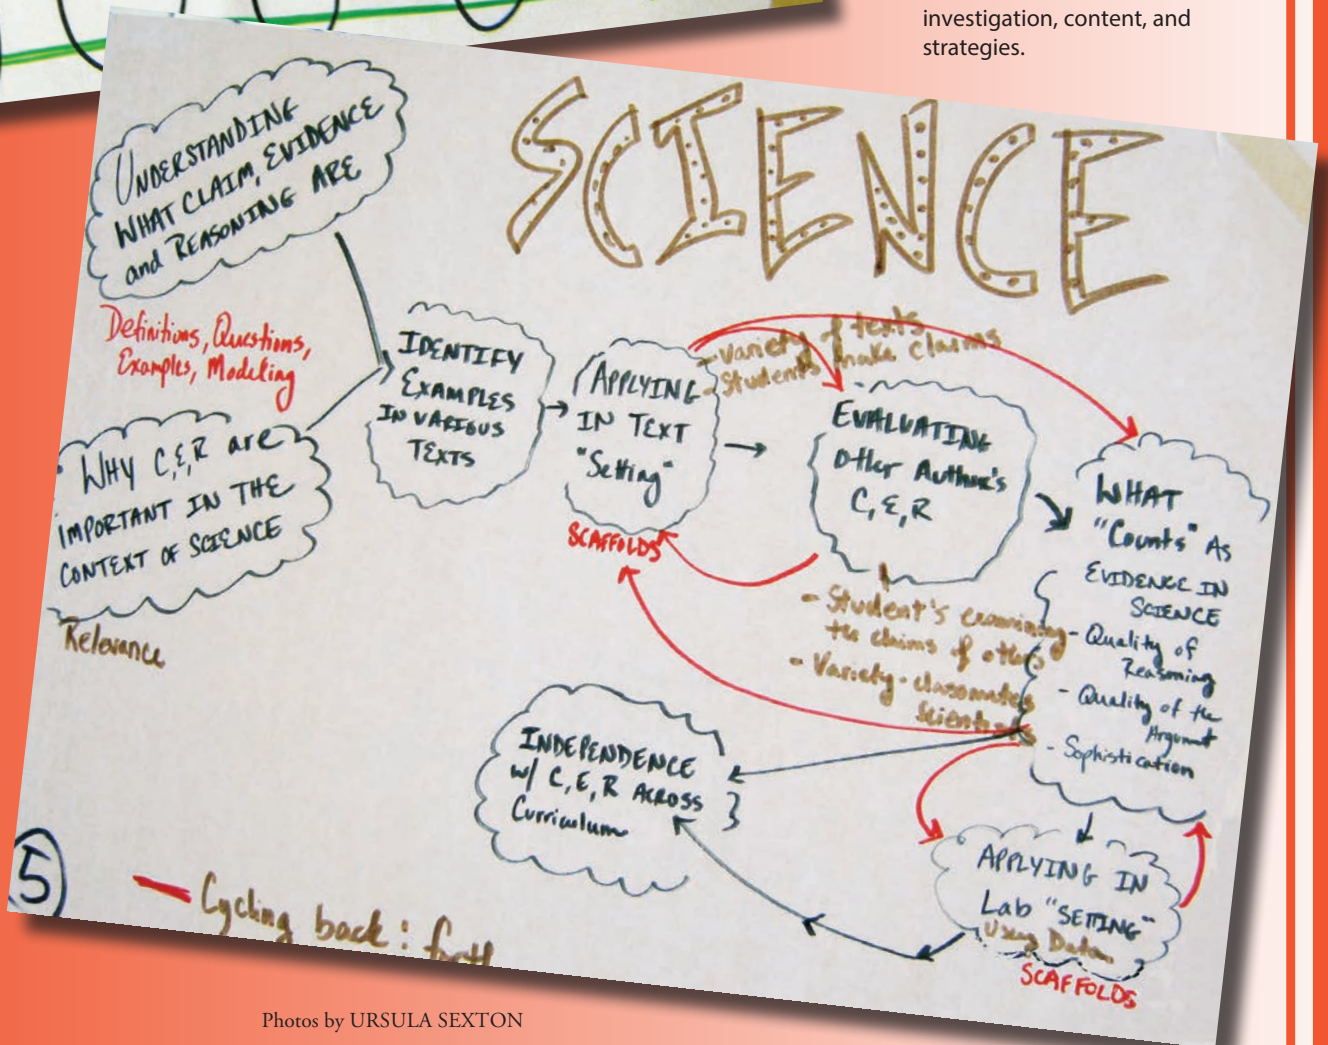 investigation, content, and
strategies.
SCIENCE
UNDERSTANDING
WHAT CLAIM, EVIDENCE
and REASONING ARE
Definitions, Questions,
Examples, Modeling
WHY C,E,R are
IMPORTANT IN THE
CONTEXT OF SCIENCE
Relevance
IDENTIFY
EXAMPLES
IN VARIOUS
TEXTS
APPLYING
IN TEXT
"Setting"
SCAFFOLDS
- Variety of texts
- Students make claims
EVALUATING
Other Author's
C, E, R
- Student's examining
the claims of others
- Variety - classmates
Scientists
WHAT
"Counts" AS
EVIDENCE IN
SCIENCE
- Quality of
Reasoning
- Quality of the
Argument
- Sophistication
INDEPENDENCE
w/ C, E, R ACROSS
Curriculum
APPLYING IN
Lab "SETTING"
Using Data
SCAFFOLDS
5
Cycling back : forth
Photos by URSULA SEXTON